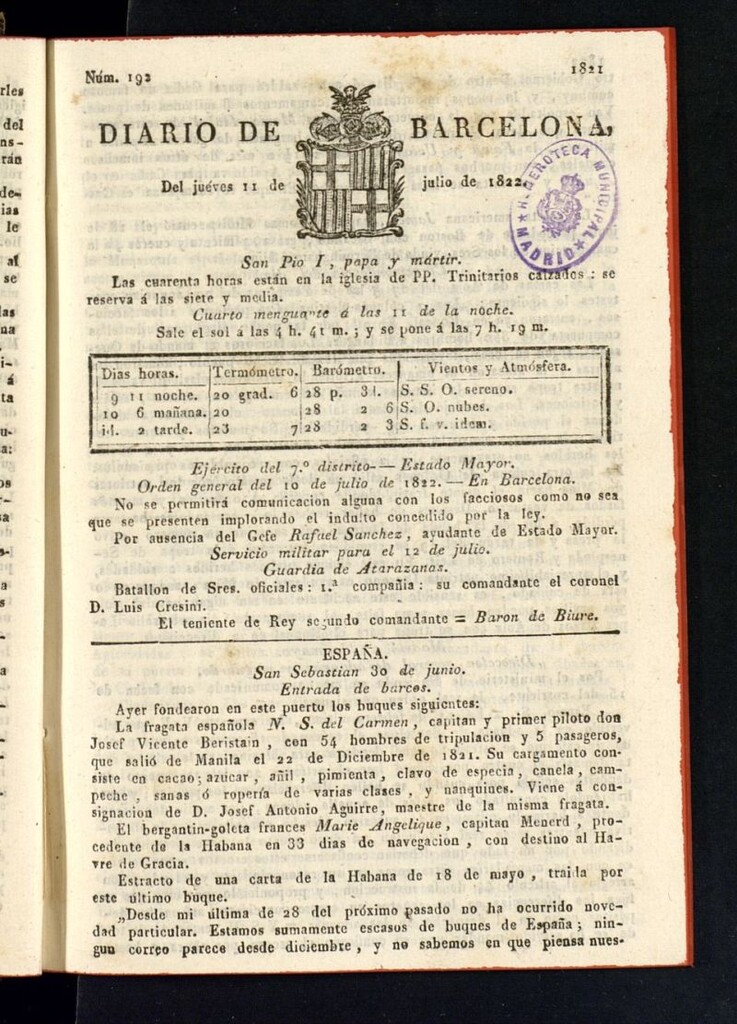 Núm. 192
1821
DIARIO DE BARCELONA,
Del juéves 11 de julio de 1822.
HEMEROTECA MUNICIPAL
★ MADRID ★
San Pio I, papa y mártir.
Las cuarenta horas están en la iglesia de PP. Trinitarios calzados : se
reserva á las siete y media.
Cuarto menguante á las 11 de la noche.
Sale el sol á las 4 h. 41 m. ; y se pone á las 7 h. 19 m.
Dias horas. Termómetro. Barómetro. Vientos y Atmósfera.
9 11 noche. 20 grad. 6 28 p. 3 l. S. S. O. sereno.
10 6 mañana. 20 28 2 6 S. O. nubes.
id. 2 tarde. 23 7 28 2 3 S. f. v. idem.
Ejército del 7.º distrito.— Estado Mayor.
Orden general del 10 de julio de 1822. — En Barcelona.
No se permitirá comunicacion alguna con los facciosos como no sea
que se presenten implorando el indulto concedido por la ley.
Por ausencia del Gefe Rafael Sanchez, ayudante de Estado Mayor.
Servicio militar para el 12 de julio.
Guardia de Atarazanas.
Batallon de Sres. oficiales : 1.ª compañia : su comandante el coronel
D. Luis Cresini.
El teniente de Rey segundo comandante = Baron de Biure.
ESPAÑA.
San Sebastian 30 de junio.
Entrada de barcos.
Ayer fondearon en este puerto los buques siguientes:
La fragata española N. S. del Carmen, capitan y primer piloto don
Josef Vicente Beristain, con 54 hombres de tripulacion y 5 pasageros,
que salió de Manila el 22 de Diciembre de 1821. Su cargamento con-
siste en cacao; azucar, añil, pimienta, clavo de especia, canela, cam-
peche, sanas ó ropería de varias clases, y nanquines. Viene á con-
signacion de D. Josef Antonio Aguirre, maestre de la misma fragata.
El bergantin-goleta frances Marie Angelique, capitan Menerd, pro-
cedente de la Habana en 33 dias de navegacion, con destino al Ha-
vre de Gracia.
Estracto de una carta de la Habana de 18 de mayo, traida por
este último buque.
„Desde mi última de 28 del próximo pasado no ha ocurrido nove-
dad particular. Estamos sumamente escasos de buques de España; nin-
gun correo parece desde diciembre, y no sabemos en que piensa nues-